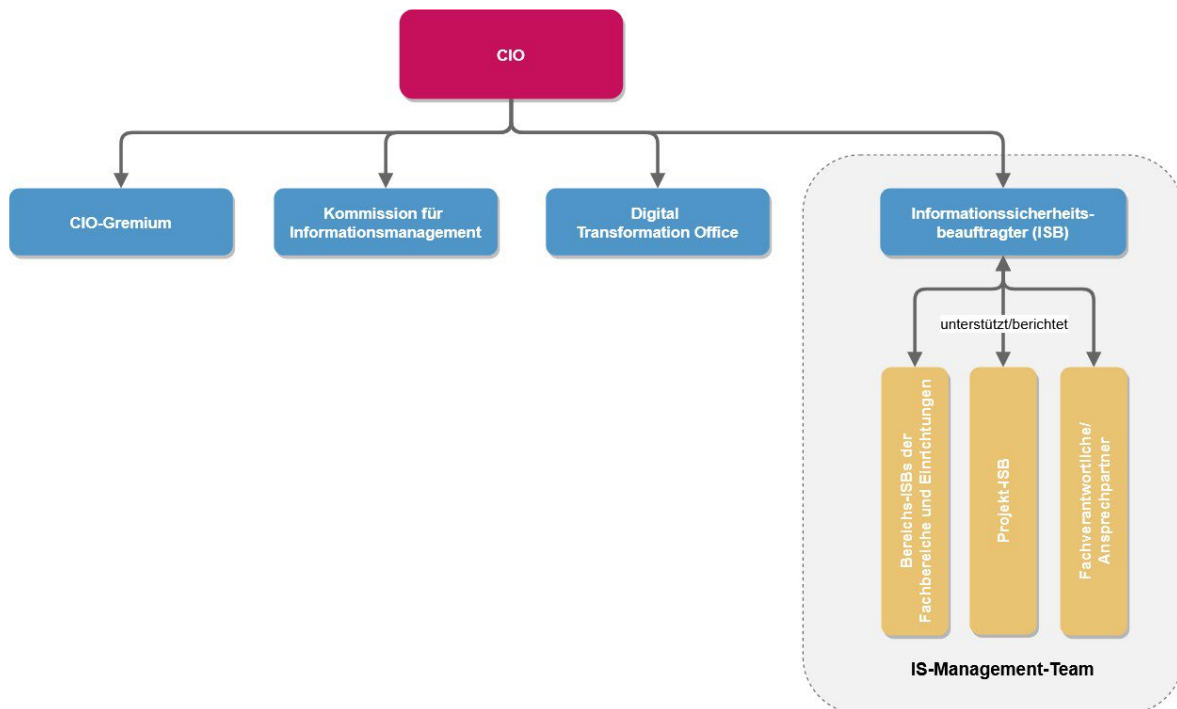 CIO
CIO-Gremium
Kommission für
Informationsmanagement
Digital
Transformation Office
Informationssicherheits-
beauftragter (ISB)
unterstützt/berichtet
Bereichs-ISBs der
Fachbereiche und Einrichtungen
Projekt-ISB
Fachverantwortliche/
Ansprechpartner
IS-Management-Team